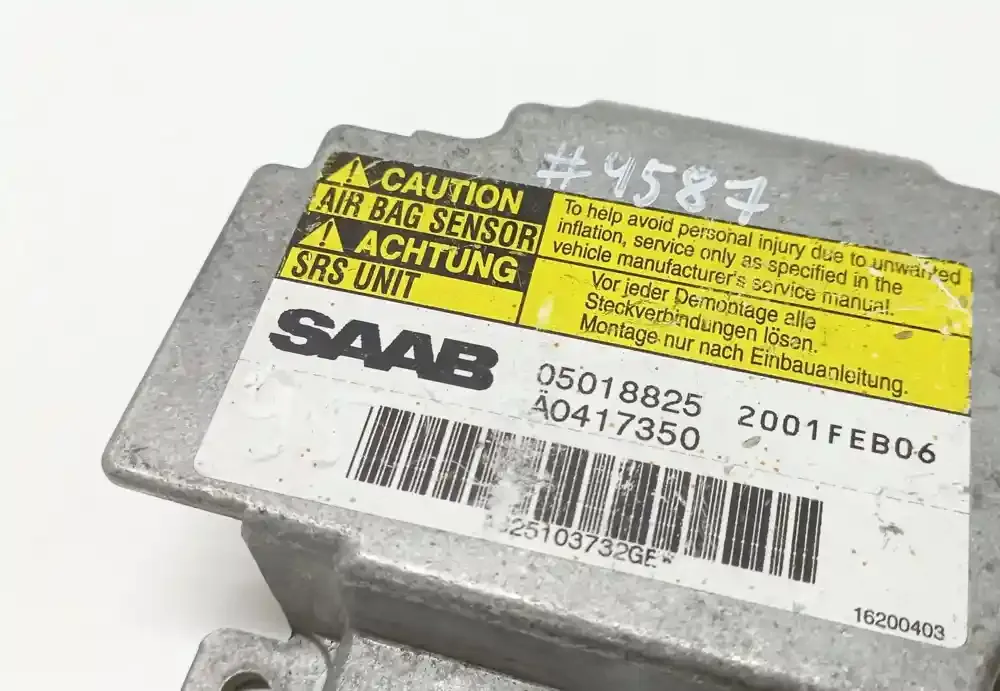 #4587
CAUTION
AIR BAG SENSOR
ACHTUNG
SRS UNIT
To help avoid personal injury due to unwanted
inflation, service only as specified in the
vehicle manufacturer's service manual.
Vor jeder Demontage alle
Steckverbindungen lösen.
Montage nur nach Einbauanleitung.
SAAB
05018825 2001FEB06
A0417350
25103732GE*
16200403